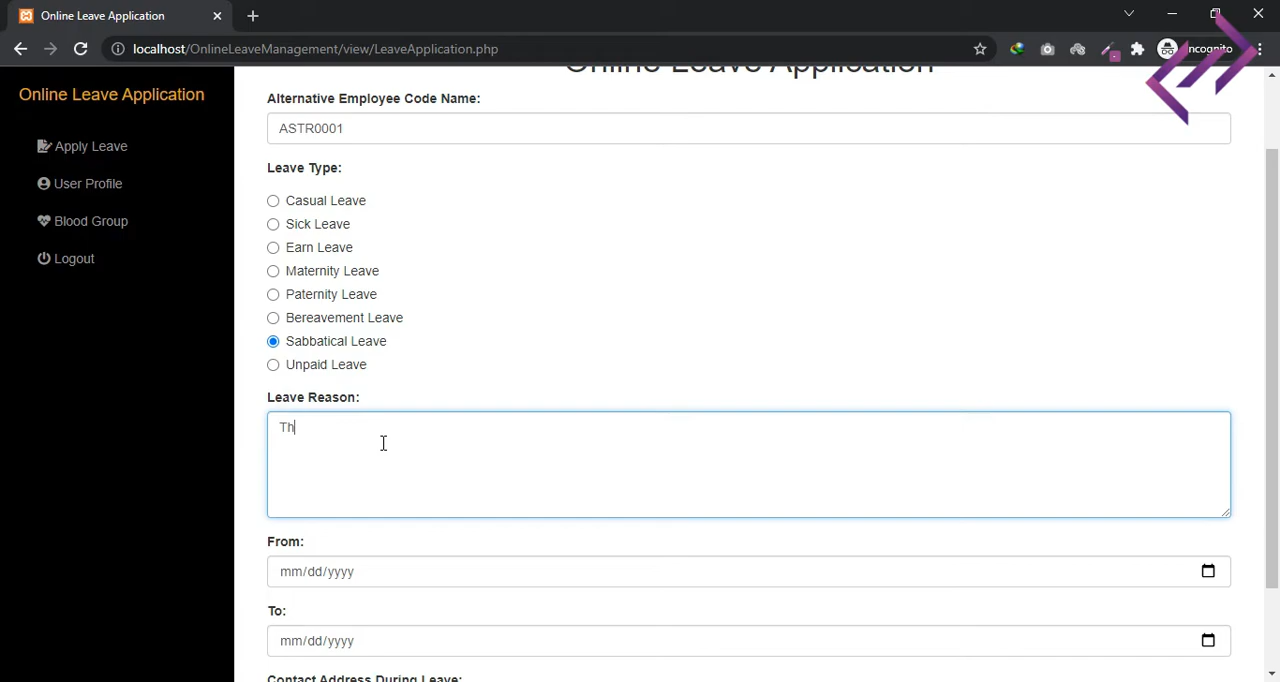 Online Leave Application
localhost/OnlineLeaveManagement/view/LeaveApplication.php
Incognito
Online Leave Application
Apply Leave
User Profile
Blood Group
Logout
Online Leave Application
Alternative Employee Code Name:
ASTR0001
Leave Type:
Casual Leave
Sick Leave
Earn Leave
Maternity Leave
Paternity Leave
Bereavement Leave
Sabbatical Leave
Unpaid Leave
Leave Reason:
Th
From:
mm/dd/yyyy
To:
mm/dd/yyyy
Contact Address During Leave: